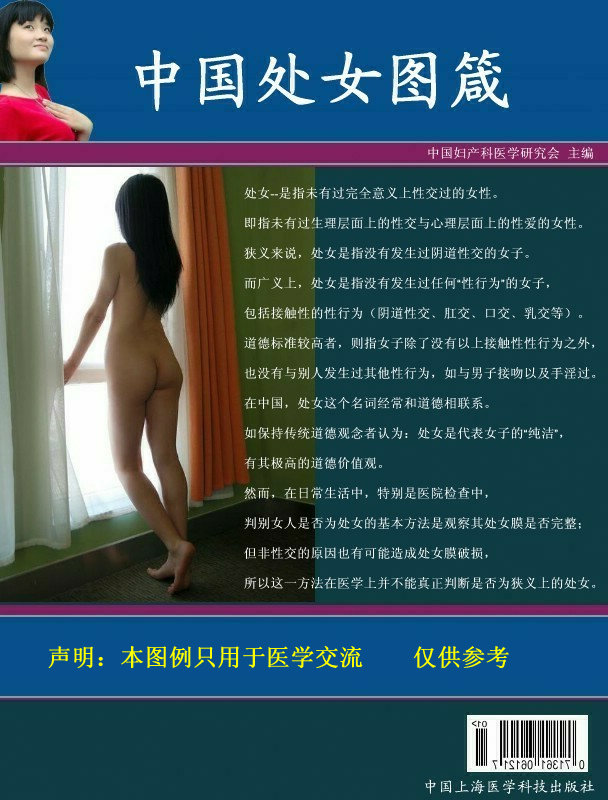 中国处女图箴
中国妇产科医学研究会 主编
处女--是指未有过完全意义上性交过的女性。
即指未有过生理层面上的性交与心理层面上的性爱的女性。
狭义来说，处女是指没有发生过阴道性交的女子。
而广义上，处女是指没有发生过任何“性行为”的女子，
包括接触性的性行为（阴道性交、肛交、口交、乳交等）。
道德标准较高者，则指女子除了没有以上接触性性行为之外，
也没有与别人发生过其他性行为，如与男子接吻以及手淫过。
在中国，处女这个名词经常和道德相联系。
如保持传统道德观念者认为：处女是代表女子的“纯洁”，
有其极高的道德价值观。
然而，在日常生活中，特别是医院检查中，
判别女人是否为处女的基本方法是观察其处女膜是否完整；
但非性交的原因也有可能造成处女膜破损，
所以这一方法在医学上并不能真正判断是否为狭义上的处女。
声明：本图例只用于医学交流 仅供参考
01>
0 71361 06121 7
中国上海医学科技出版社